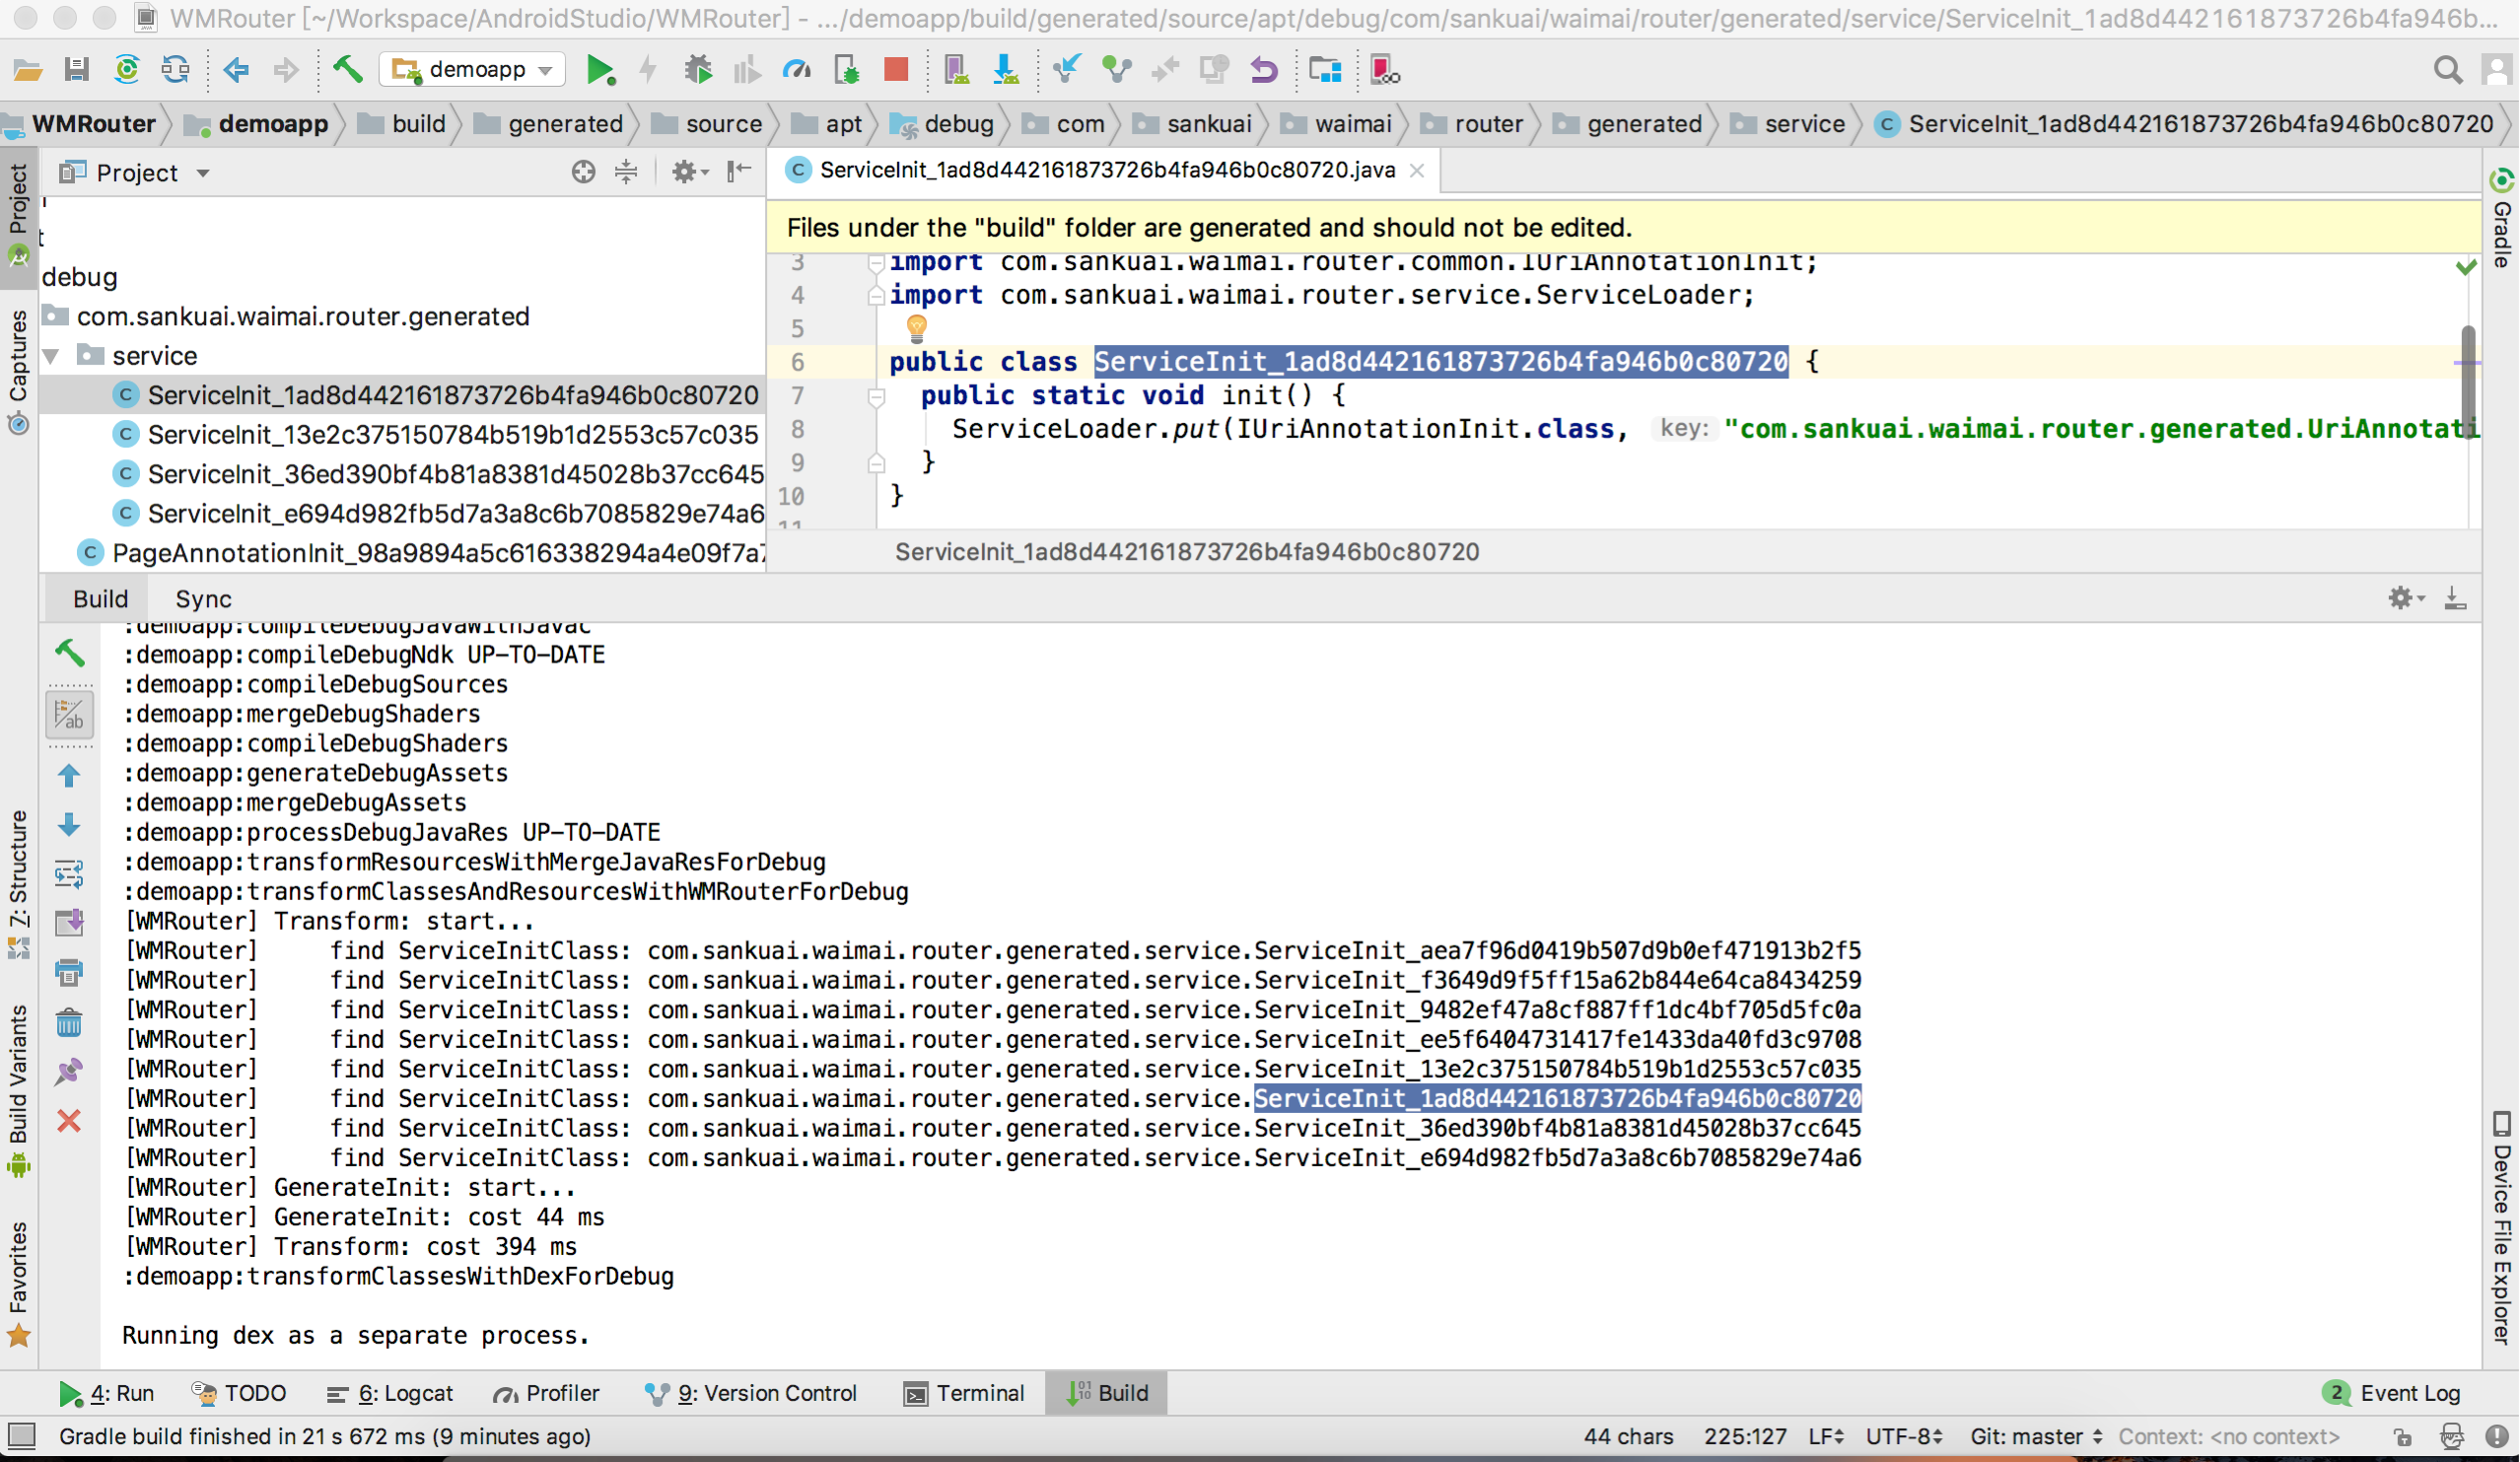 WMRouter [~/Workspace/AndroidStudio/WMRouter] - .../demoapp/build/generated/source/apt/debug/com/sankuai/waimai/router/generated/service/ServiceInit_1ad8d442161873726b4fa946b...
demoapp
WMRouter demoapp build generated source apt debug com sankuai waimai router generated service ServiceInit_1ad8d442161873726b4fa946b0c80720
Project
ServiceInit_1ad8d442161873726b4fa946b0c80720.java
Project
Captures
Z: Structure
Build Variants
Favorites
debug
com.sankuai.waimai.router.generated
service
ServiceInit_1ad8d442161873726b4fa946b0c80720
ServiceInit_13e2c375150784b519b1d2553c57c035
ServiceInit_36ed390bf4b81a8381d45028b37cc645
ServiceInit_e694d982fb5d7a3a8c6b7085829e74a6
PageAnnotationInit_98a9894a5c616338294a4e09f7a7
Files under the "build" folder are generated and should not be edited.
3 import com.sankuai.waimai.router.common.IUriAnnotationInit;
4 import com.sankuai.waimai.router.service.ServiceLoader;
5
6 public class ServiceInit_1ad8d442161873726b4fa946b0c80720 {
7 public static void init() {
8 ServiceLoader.put(IUriAnnotationInit.class, key: "com.sankuai.waimai.router.generated.UriAnnotati
9 }
10 }
11
ServiceInit_1ad8d442161873726b4fa946b0c80720
Gradle
Device File Explorer
Build Sync
:demoapp:compileDebugJavaWithJavac
:demoapp:compileDebugNdk UP-TO-DATE
:demoapp:compileDebugSources
:demoapp:mergeDebugShaders
:demoapp:compileDebugShaders
:demoapp:generateDebugAssets
:demoapp:mergeDebugAssets
:demoapp:processDebugJavaRes UP-TO-DATE
:demoapp:transformResourcesWithMergeJavaResForDebug
:demoapp:transformClassesAndResourcesWithWMRouterForDebug
[WMRouter] Transform: start...
[WMRouter] find ServiceInitClass: com.sankuai.waimai.router.generated.service.ServiceInit_aea7f96d0419b507d9b0ef471913b2f5
[WMRouter] find ServiceInitClass: com.sankuai.waimai.router.generated.service.ServiceInit_f3649d9f5ff15a62b844e64ca8434259
[WMRouter] find ServiceInitClass: com.sankuai.waimai.router.generated.service.ServiceInit_9482ef47a8cf887ff1dc4bf705d5fc0a
[WMRouter] find ServiceInitClass: com.sankuai.waimai.router.generated.service.ServiceInit_ee5f6404731417fe1433da40fd3c9708
[WMRouter] find ServiceInitClass: com.sankuai.waimai.router.generated.service.ServiceInit_13e2c375150784b519b1d2553c57c035
[WMRouter] find ServiceInitClass: com.sankuai.waimai.router.generated.service.ServiceInit_1ad8d442161873726b4fa946b0c80720
[WMRouter] find ServiceInitClass: com.sankuai.waimai.router.generated.service.ServiceInit_36ed390bf4b81a8381d45028b37cc645
[WMRouter] find ServiceInitClass: com.sankuai.waimai.router.generated.service.ServiceInit_e694d982fb5d7a3a8c6b7085829e74a6
[WMRouter] GenerateInit: start...
[WMRouter] GenerateInit: cost 44 ms
[WMRouter] Transform: cost 394 ms
:demoapp:transformClassesWithDexForDebug
Running dex as a separate process.
4: Run TODO 6: Logcat Profiler 9: Version Control Terminal Build 2 Event Log
Gradle build finished in 21 s 672 ms (9 minutes ago) 44 chars 225:127 LF UTF-8 Git: master Context: <no context>